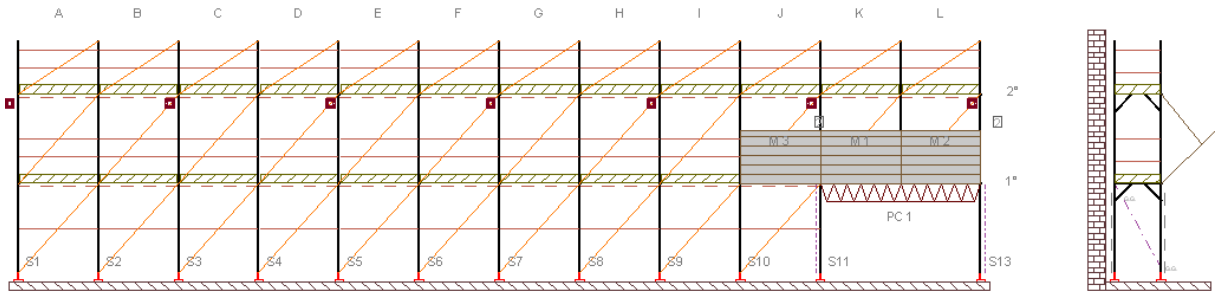 A B C D E F G H I J K L
2°
M 3 M 1 M 2
1°
PC 1
S1 S2 S3 S4 S5 S6 S7 S8 S9 S10 S11 S13